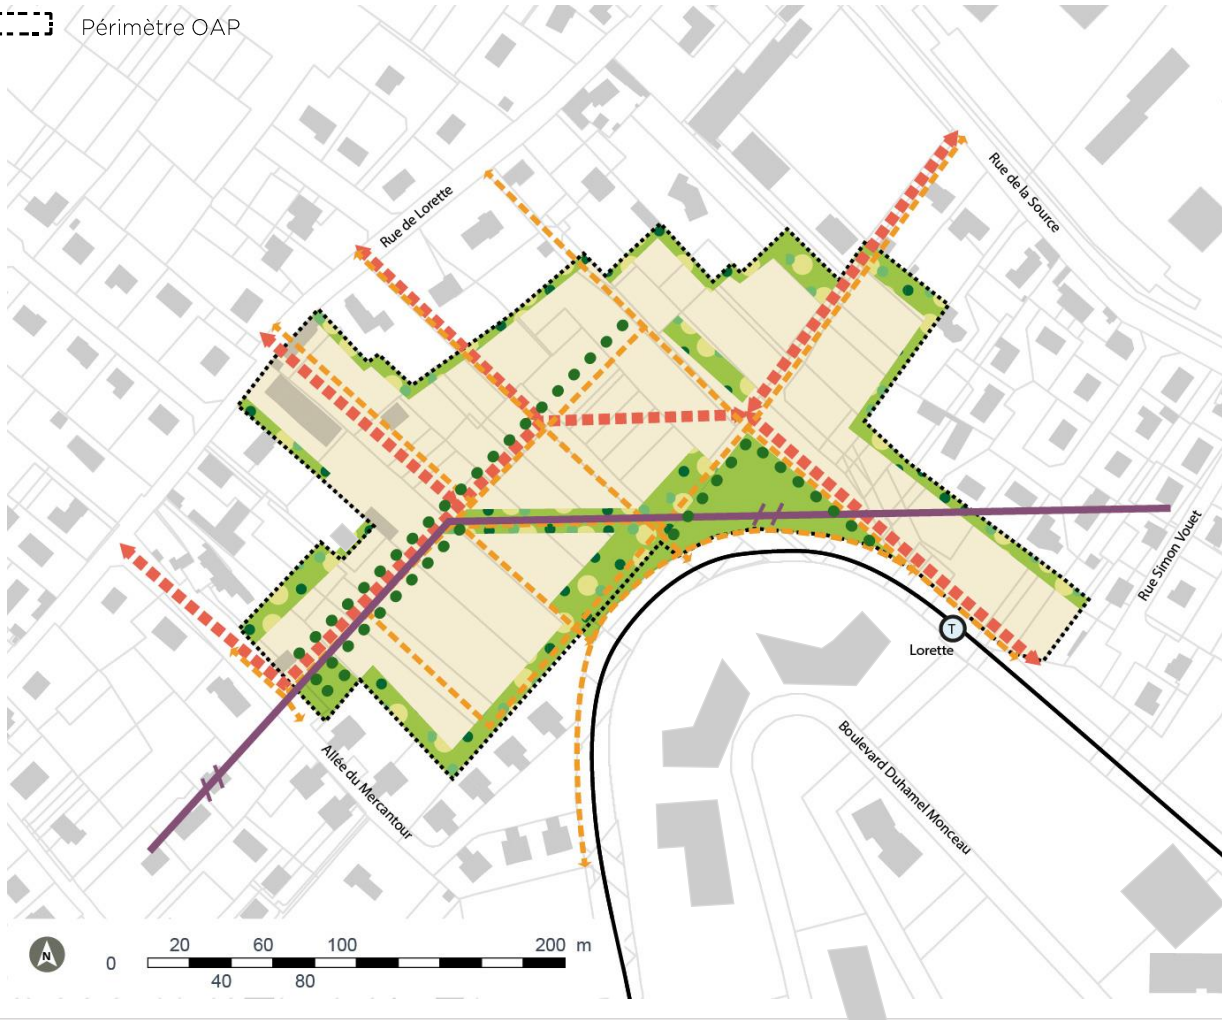 Périmètre OAP
Rue de Lorette
Rue de la Source
Rue Simon Vouet
T
Lorette
Boulevard Duhamel Monceau
Allée du Mercantour
N
0 20 40 60 80 100 200 m